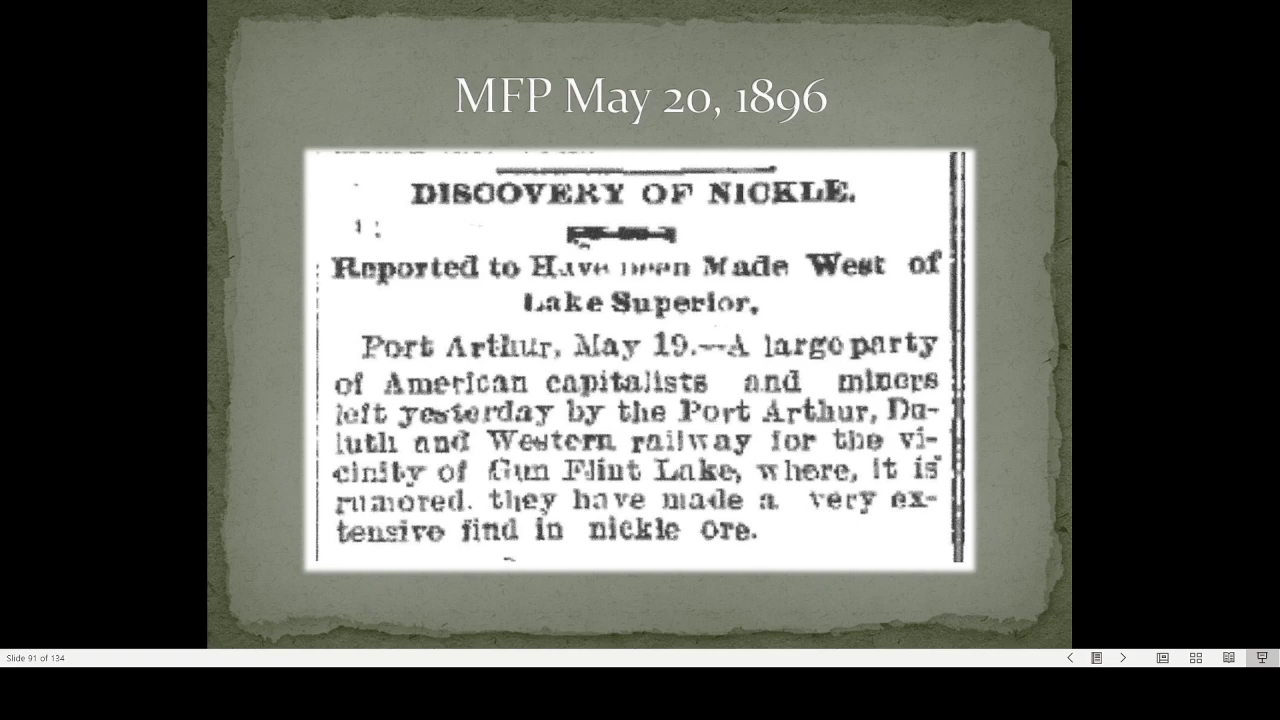 MFP May 20, 1896
DISCOVERY OF NICKLE.
Reported to Have been Made West of
Lake Superior.
Port Arthur, May 19.—A large party
of American capitalists and miners
left yesterday by the Port Arthur, Du-
luth and Western railway for the vi-
cinity of Gun Flint Lake, where, it is
rumored. they have made a very ex-
tensive find in nickle ore.
Slide 91 of 134